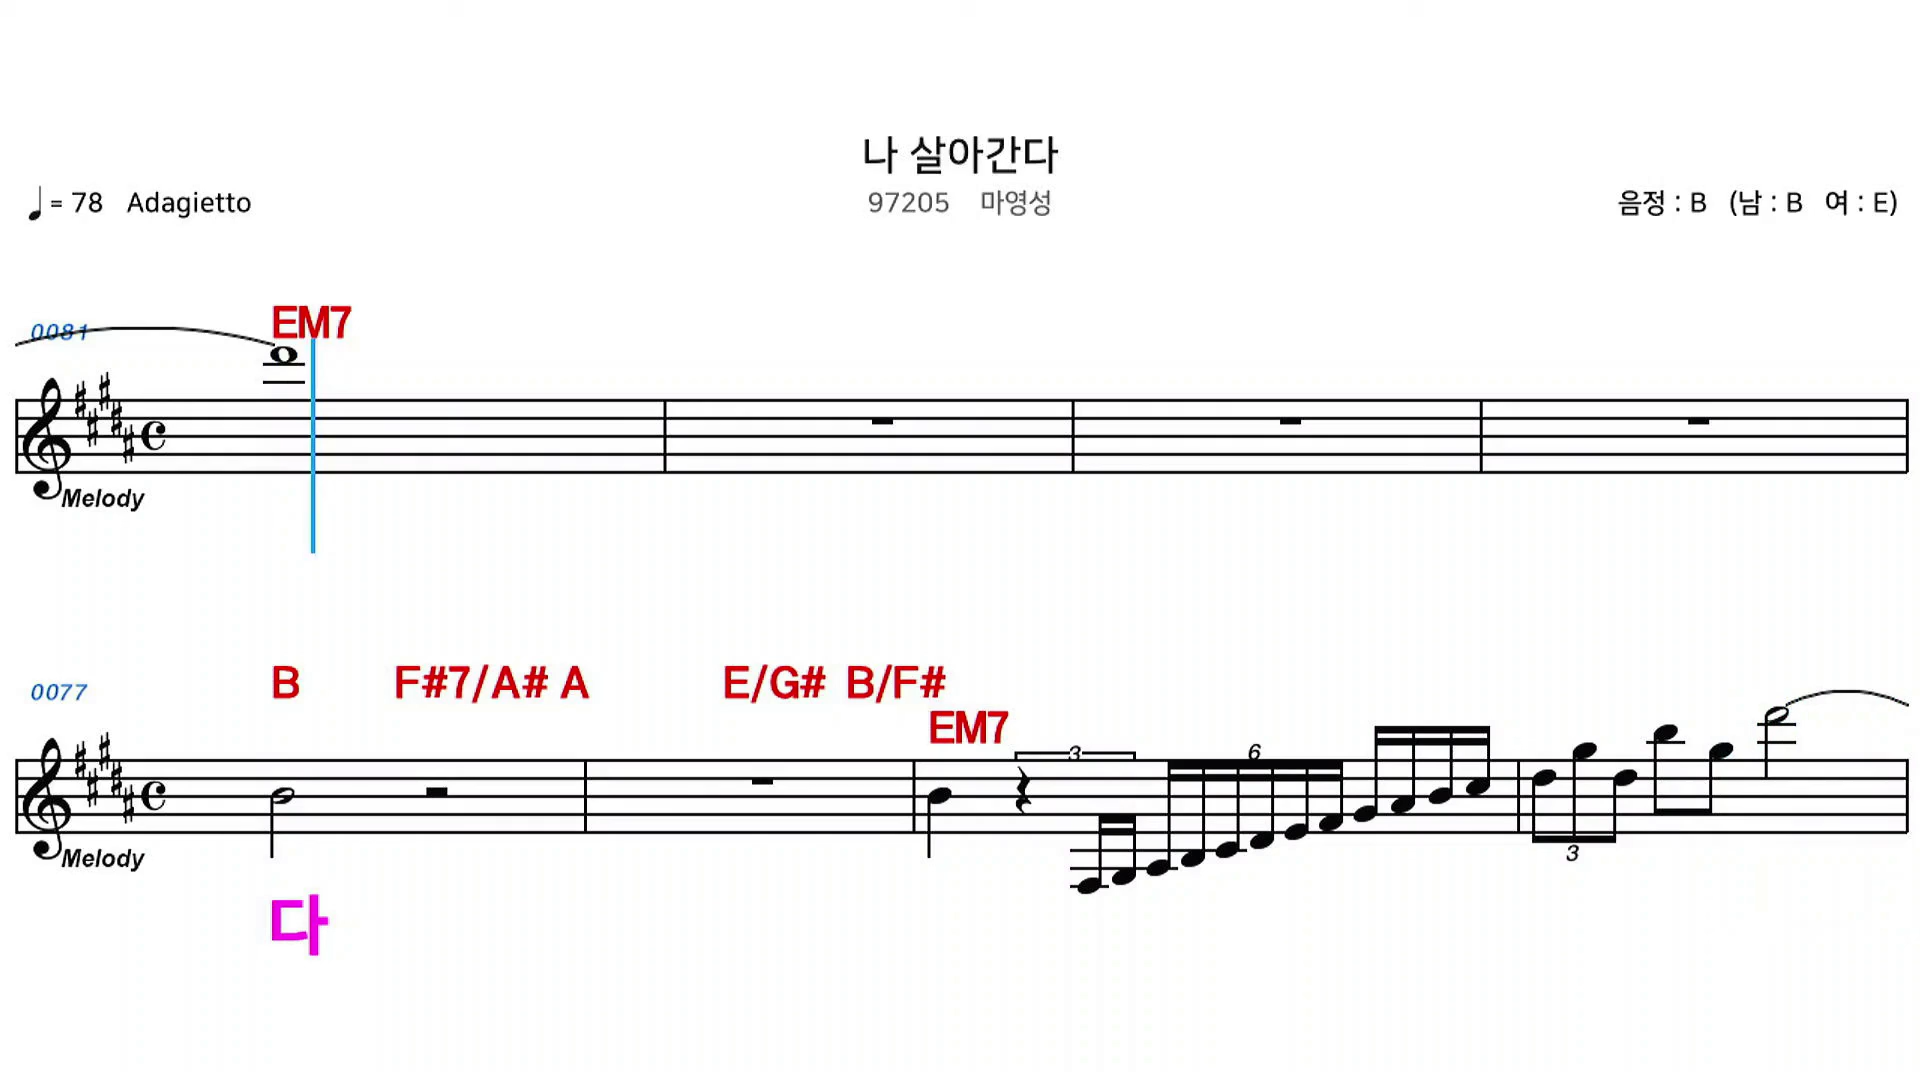 나 살아간다
♩ = 78 Adagietto
97205 마영성
음정 : B (남 : B 여 : E)
0081
EM7
Melody
0077
B F#7/A# A E/G# B/F#
EM7
3 6
3
Melody
다